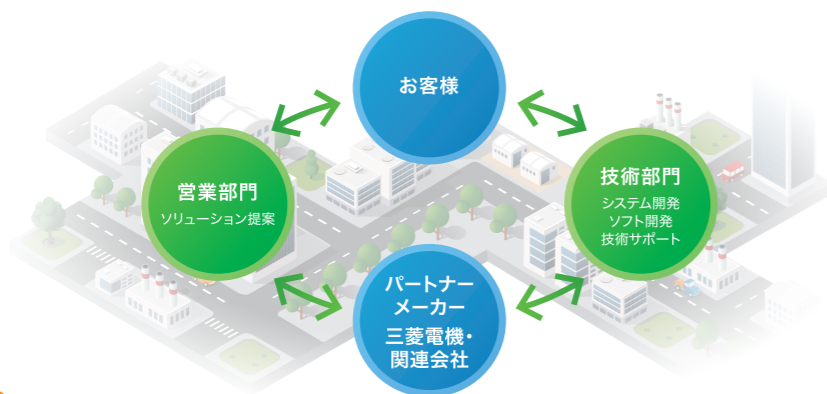 お客様
営業部門
ソリューション提案
技術部門
システム開発
ソフト開発
技術サポート
パートナー
メーカー
三菱電機・
関連会社